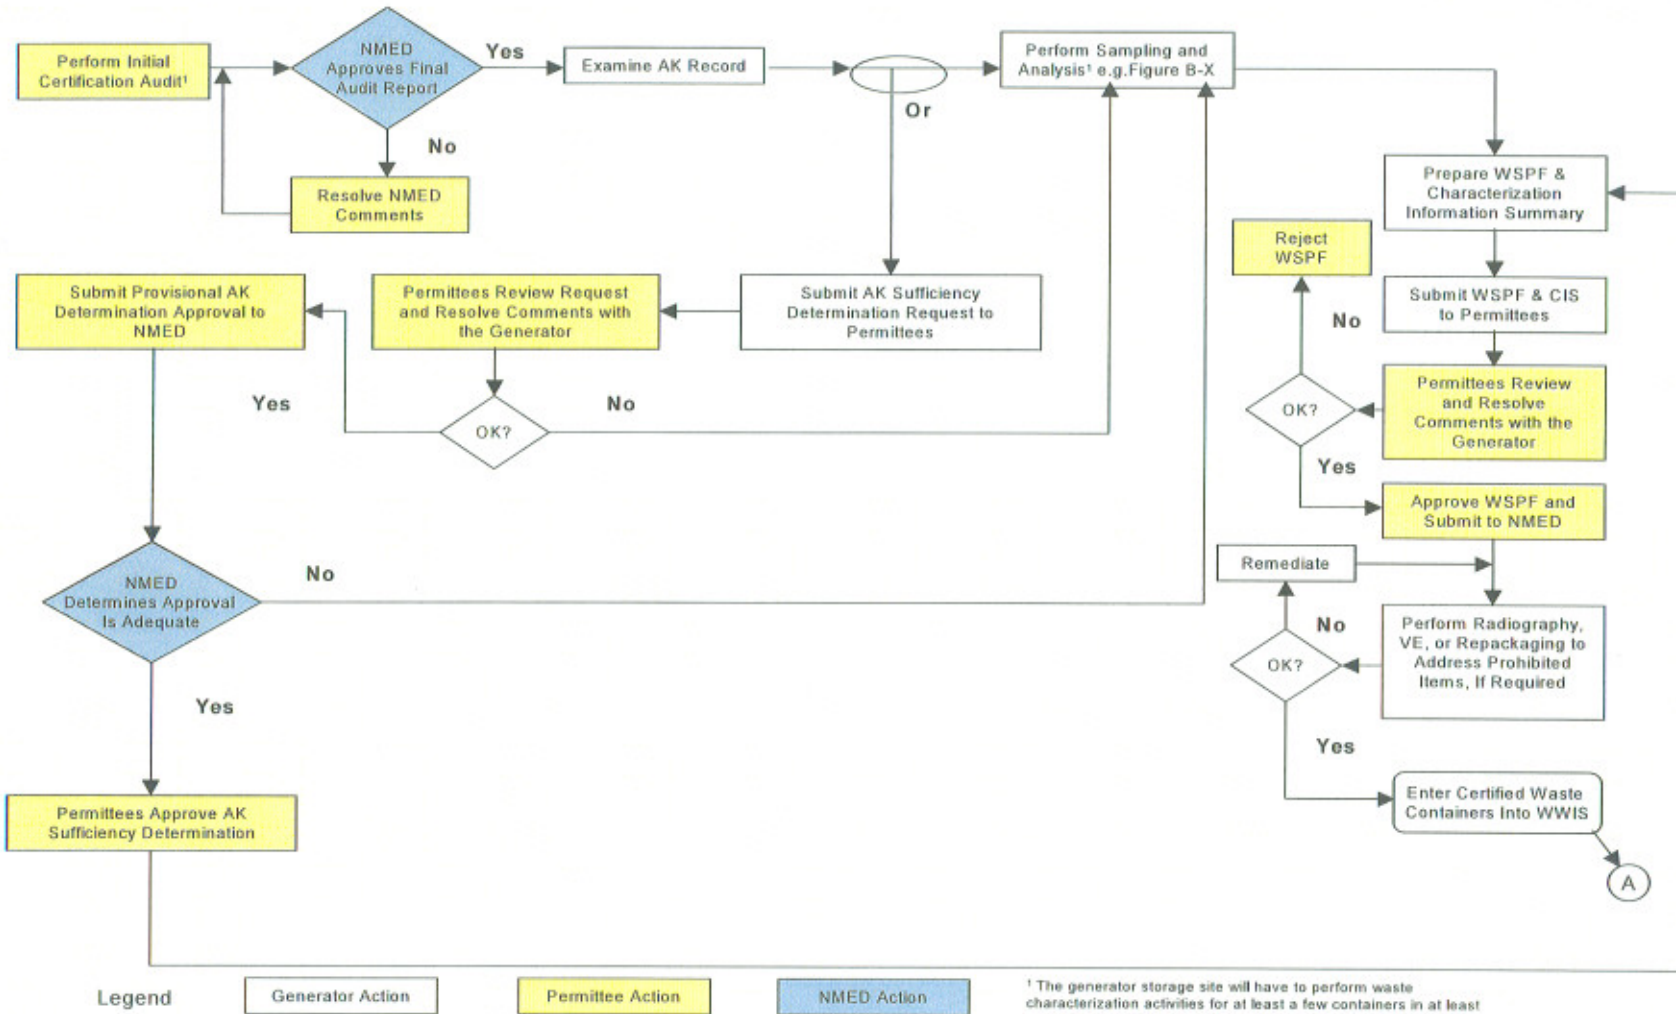 Perform Initial
Certification Audit¹
NMED
Approves Final
Audit Report
Yes
Examine AK Record
Or
Perform Sampling and
Analysis¹ e.g.Figure B-X
No
Resolve NMED
Comments
Prepare WSPF &
Characterization
Information Summary
Reject
WSPF
Submit Provisional AK
Determination Approval to
NMED
Permittees Review Request
and Resolve Comments with
the Generator
Submit AK Sufficiency
Determination Request to
Permittees
Submit WSPF & CIS
to Permittees
No
Yes
OK?
No
OK?
Permittees Review
and Resolve
Comments with the
Generator
Yes
Approve WSPF and
Submit to NMED
NMED
Determines Approval
Is Adequate
No
Remediate
No
OK?
Perform Radiography,
VE, or Repackaging to
Address Prohibited
Items, If Required
Yes
Yes
Permittees Approve AK
Sufficiency Determination
Enter Certified Waste
Containers Into WWIS
A
Legend
Generator Action
Permittee Action
NMED Action
¹ The generator storage site will have to perform waste
characterization activities for at least a few containers in at least